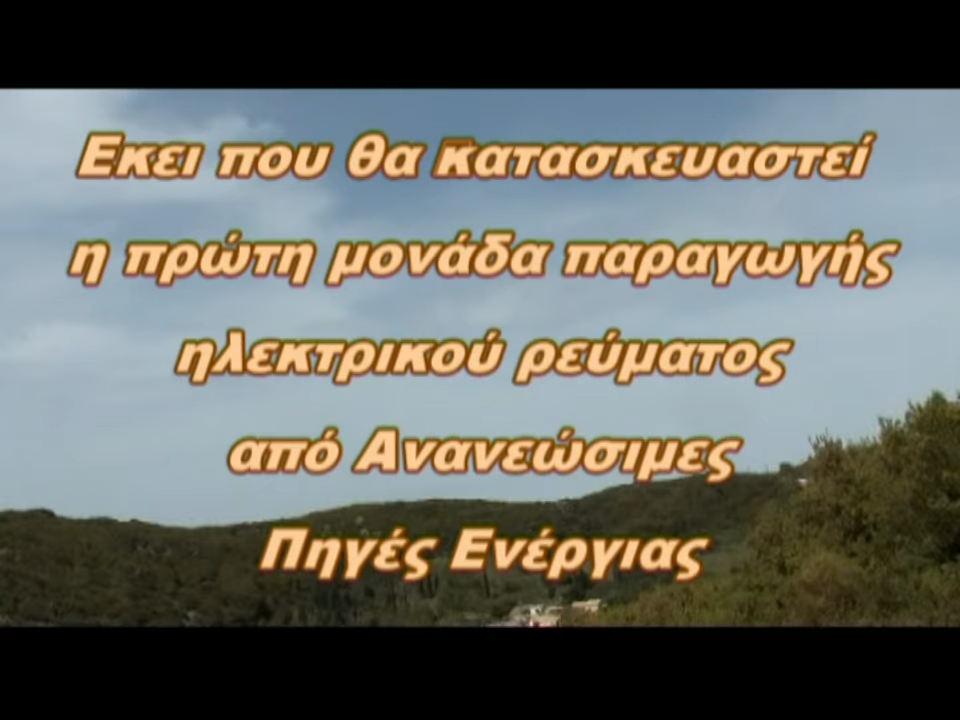 Εκει που θα κατασκευαστεί
η πρώτη μονάδα παραγωγής
ηλεκτρικού ρεύματος
από Ανανεώσιμες
Πηγές Ενέργιας